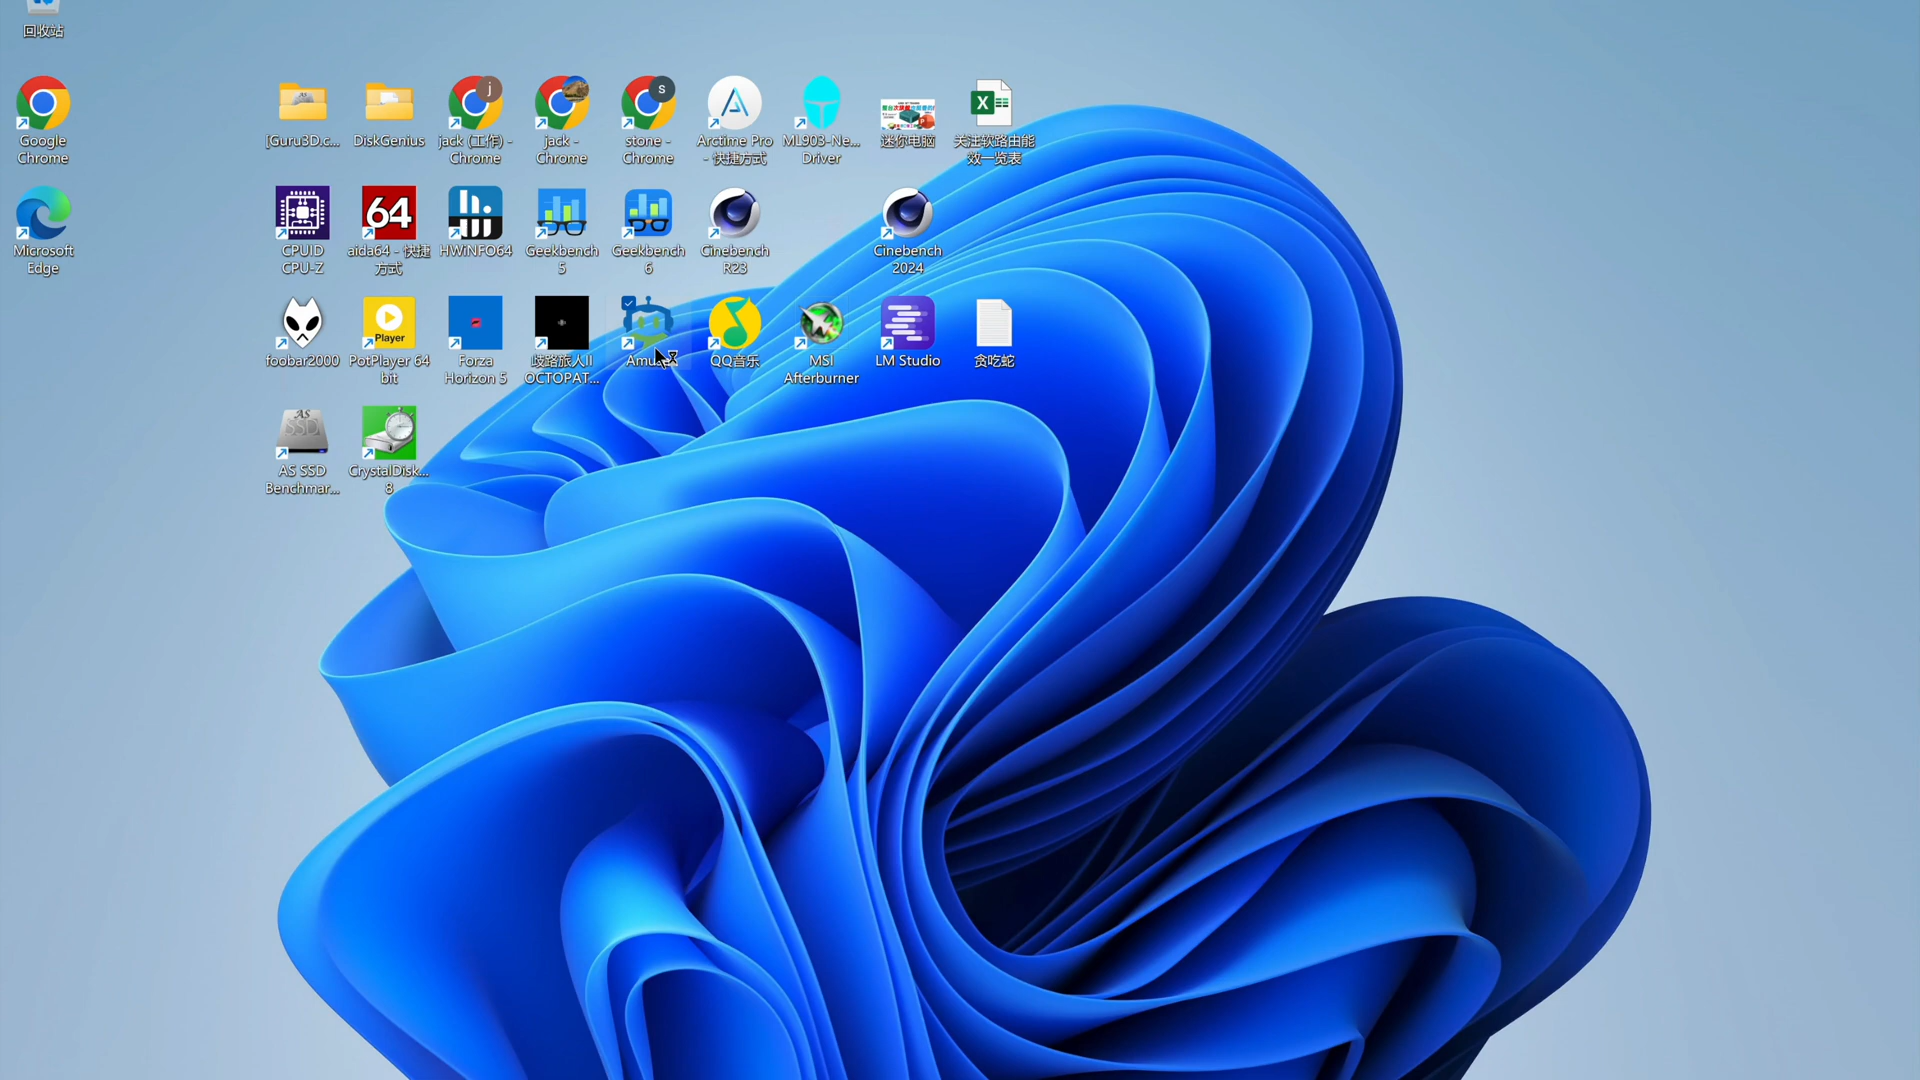 回收站
Google
Chrome
[Guru3D.c...
DiskGenius
j
jack (工作) -
Chrome
jack -
Chrome
s
stone -
Chrome
Arctime Pro
- 快捷方式
ML903-Ne...
Driver
迷你电脑
X
关注软路由能
效一览表
Microsoft
Edge
CPUID
CPU-Z
64
aida64 - 快捷
方式
HWiNFO64
Geekbench
5
Geekbench
6
Cinebench
R23
Cinebench
2024
foobar2000
Player
PotPlayer 64
bit
Forza
Horizon 5
歧路旅人II
OCTOPAT...
QQ音乐
MSI
Afterburner
LM Studio
贪吃蛇
AS
SSD
AS SSD
Benchmar...
CrystalDisk...
8